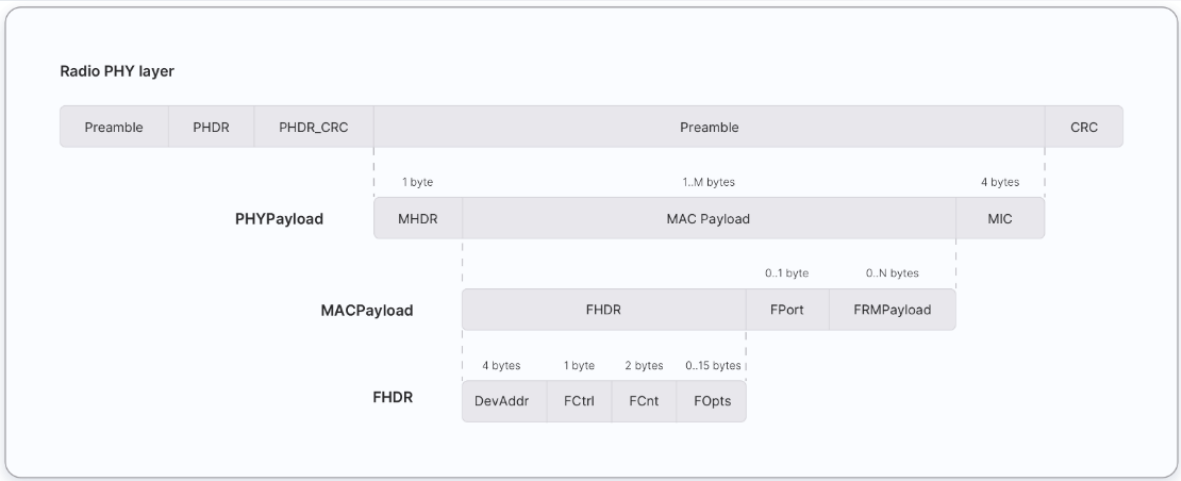 Radio PHY layer
Preamble PHDR PHDR_CRC Preamble CRC
1 byte 1..M bytes 4 bytes
PHYPayload MHDR MAC Payload MIC
0..1 byte 0..N bytes
MACPayload FHDR FPort FRMPayload
4 bytes 1 byte 2 bytes 0..15 bytes
FHDR DevAddr FCtrl FCnt FOpts